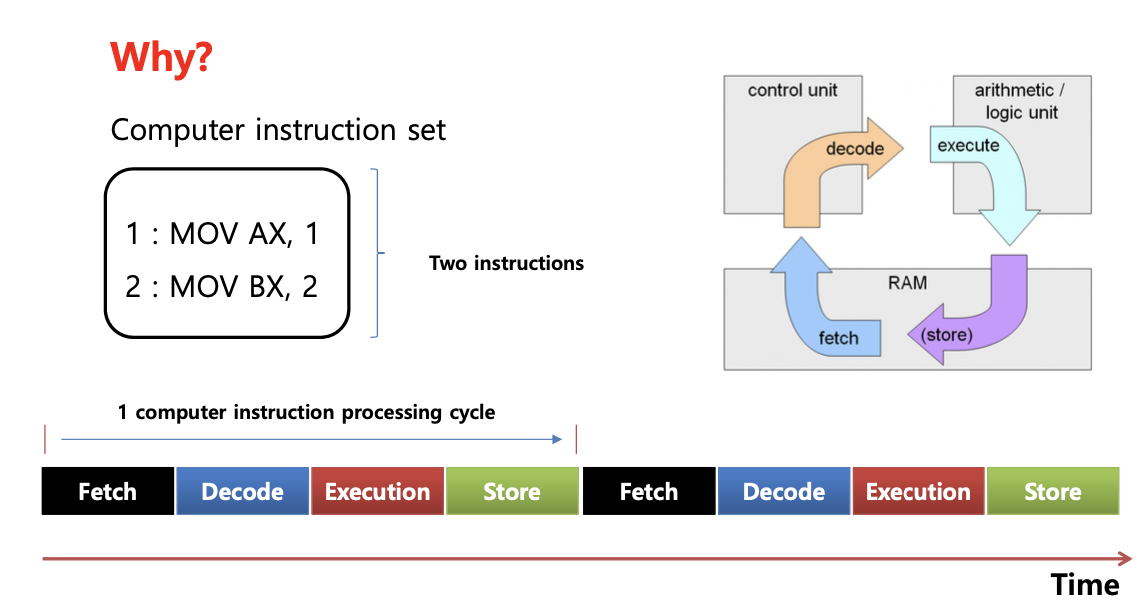 Why?
Computer instruction set
1 : MOV AX, 1
2 : MOV BX, 2
Two instructions
control unit
arithmetic /
logic unit
decode
execute
RAM
fetch
(store)
1 computer instruction processing cycle
Fetch Decode Execution Store Fetch Decode Execution Store
Time